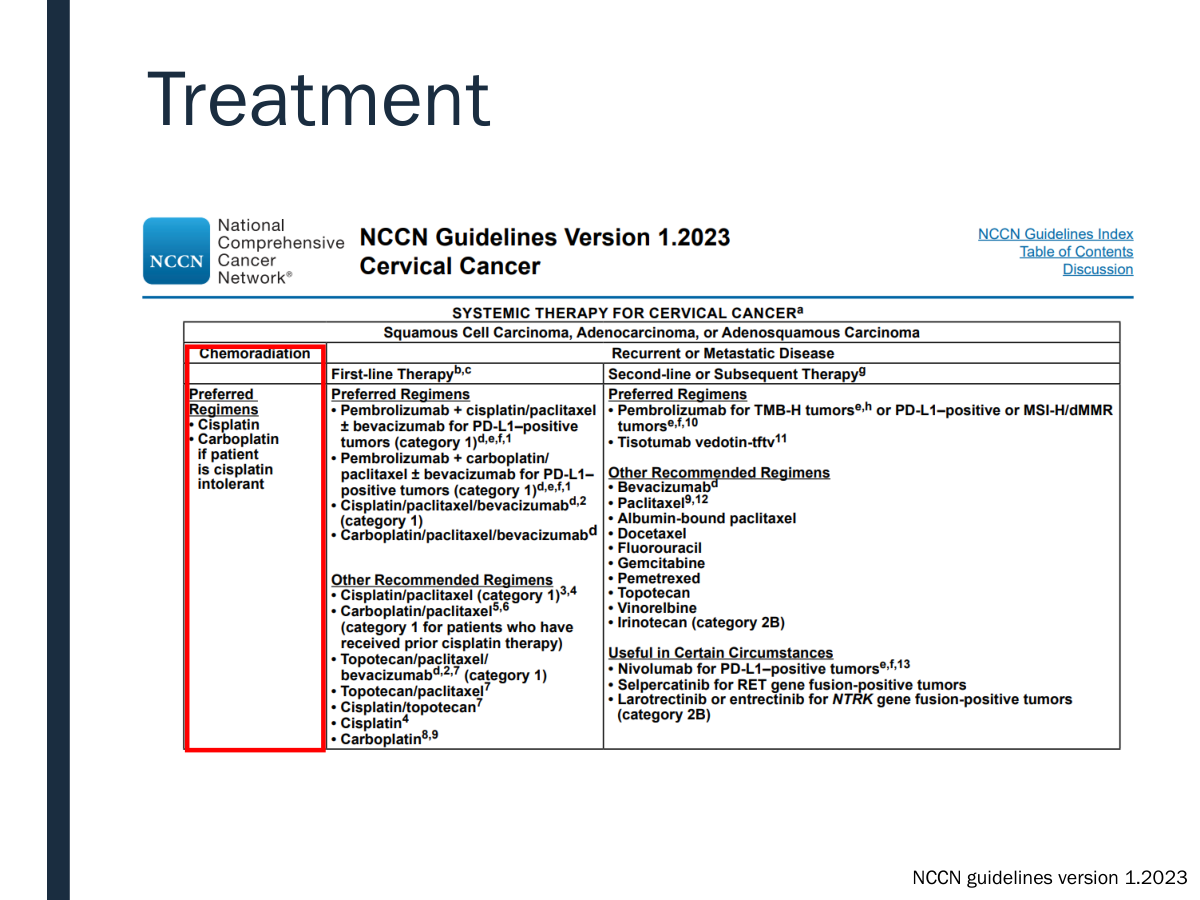 Treatment
National
Comprehensive
Cancer
Network®
NCCN
NCCN Guidelines Version 1.2023
Cervical Cancer
NCCN Guidelines Index
Table of Contents
Discussion
SYSTEMIC THERAPY FOR CERVICAL CANCERa
Squamous Cell Carcinoma, Adenocarcinoma, or Adenosquamous Carcinoma
Chemoradiation
Recurrent or Metastatic Disease
First-line Therapyb,c
Second-line or Subsequent Therapyg
Preferred
Regimens
• Cisplatin
• Carboplatin
if patient
is cisplatin
intolerant
Preferred Regimens
• Pembrolizumab + cisplatin/paclitaxel
± bevacizumab for PD-L1–positive
tumors (category 1)d,e,f,1
• Pembrolizumab + carboplatin/
paclitaxel ± bevacizumab for PD-L1–
positive tumors (category 1)d,e,f,1
• Cisplatin/paclitaxel/bevacizumabd,2
(category 1)
• Carboplatin/paclitaxel/bevacizumabd
Other Recommended Regimens
• Cisplatin/paclitaxel (category 1)3,4
• Carboplatin/paclitaxel5,6
(category 1 for patients who have
received prior cisplatin therapy)
• Topotecan/paclitaxel/
bevacizumabd,2,7 (category 1)
• Topotecan/paclitaxel7
• Cisplatin/topotecan7
• Cisplatin4
• Carboplatin8,9
Preferred Regimens
• Pembrolizumab for TMB-H tumorse,h or PD-L1–positive or MSI-H/dMMR
tumorse,f,10
• Tisotumab vedotin-tftv11
Other Recommended Regimens
• Bevacizumabd
• Paclitaxel9,12
• Albumin-bound paclitaxel
• Docetaxel
• Fluorouracil
• Gemcitabine
• Pemetrexed
• Topotecan
• Vinorelbine
• Irinotecan (category 2B)
Useful in Certain Circumstances
• Nivolumab for PD-L1–positive tumorse,f,13
• Selpercatinib for RET gene fusion-positive tumors
• Larotrectinib or entrectinib for NTRK gene fusion-positive tumors
(category 2B)
NCCN guidelines version 1.2023